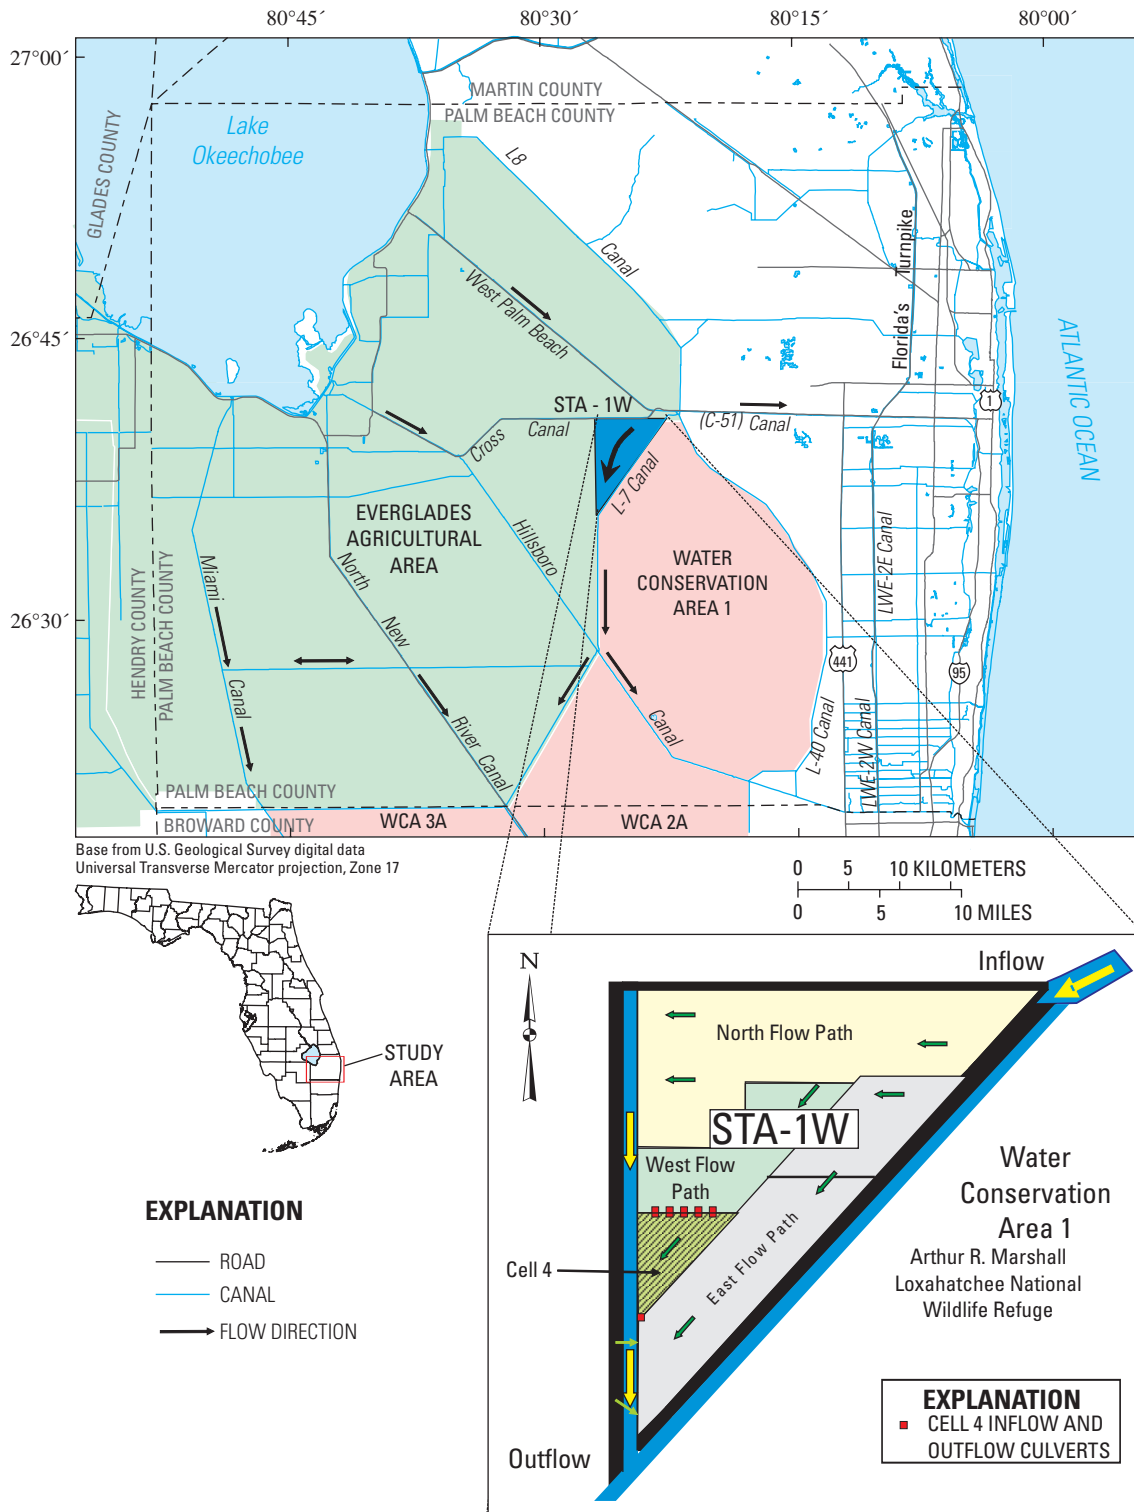 80°45´
80°30´
80°15´
80°00´
27°00´
26°45´
26°30´
MARTIN COUNTY
PALM BEACH COUNTY
GLADES COUNTY
Lake
Okeechobee
L8
Canal
West Palm Beach
Florida's Turnpike
ATLANTIC OCEAN
1
STA - 1W
(C-51) Canal
Cross
Canal
L-7 Canal
EVERGLADES
AGRICULTURAL
AREA
Hillsboro
Canal
WATER
CONSERVATION
AREA 1
LWE-2E Canal
Miami
Canal
North
New
River Canal
HENDRY COUNTY
PALM BEACH COUNTY
441
95
L-40 Canal
LWE-2W Canal
PALM BEACH COUNTY
BROWARD COUNTY
WCA 3A
WCA 2A
Base from U.S. Geological Survey digital data
Universal Transverse Mercator projection, Zone 17
0 5 10 KILOMETERS
0 5 10 MILES
STUDY
AREA
EXPLANATION
ROAD
CANAL
FLOW DIRECTION
N
Inflow
North Flow Path
STA-1W
West Flow
Path
Cell 4
East Flow Path
Water
Conservation
Area 1
Arthur R. Marshall
Loxahatchee National
Wildlife Refuge
Outflow
EXPLANATION
CELL 4 INFLOW AND
OUTFLOW CULVERTS